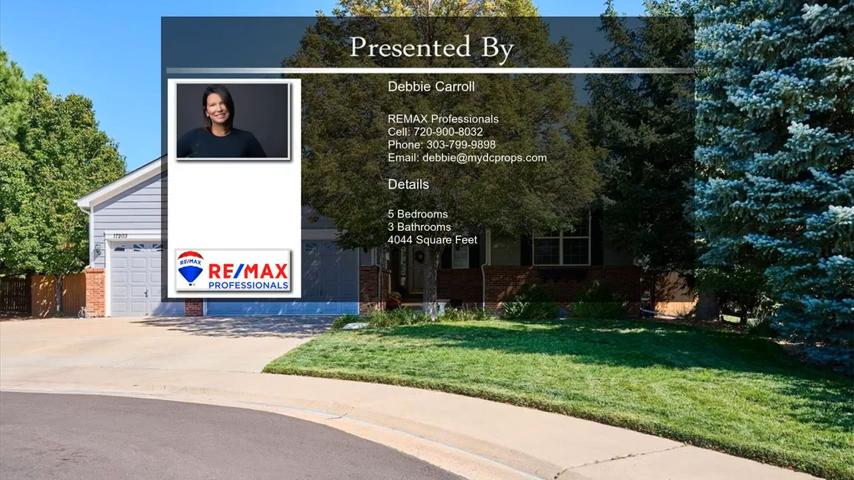 Presented By
Debbie Carroll
REMAX Professionals
Cell: 720-900-8032
Phone: 303-799-9898
Email: debbie@mydcprops.com
Details
5 Bedrooms
3 Bathrooms
4044 Square Feet
17203
RE/MAX
RE/MAX
PROFESSIONALS